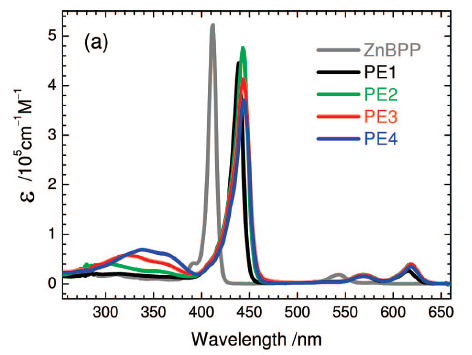 (a)
ZnBPP
PE1
PE2
PE3
PE4
5
4
3
2
1
0
ε /10⁵cm⁻¹M⁻¹
300 350 400 450 500 550 600 650
Wavelength /nm